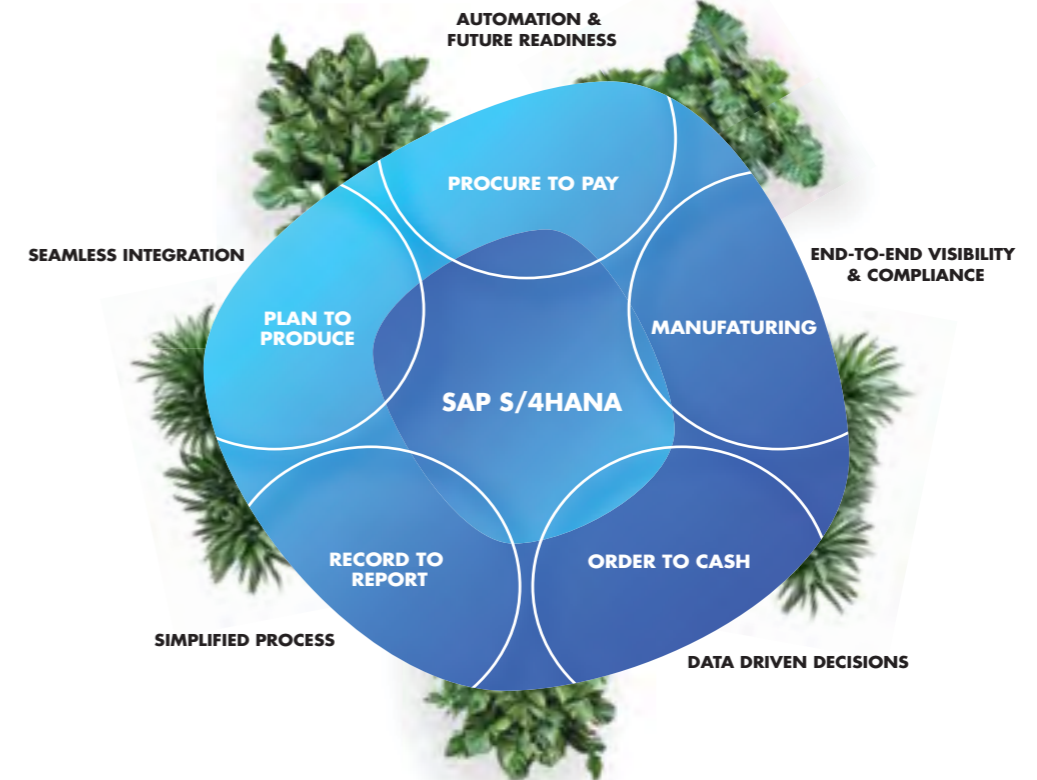 AUTOMATION &
FUTURE READINESS
PROCURE TO PAY
SEAMLESS INTEGRATION
END-TO-END VISIBILITY
& COMPLIANCE
PLAN TO
PRODUCE
MANUFATURING
SAP S/4HANA
RECORD TO
REPORT
ORDER TO CASH
SIMPLIFIED PROCESS
DATA DRIVEN DECISIONS